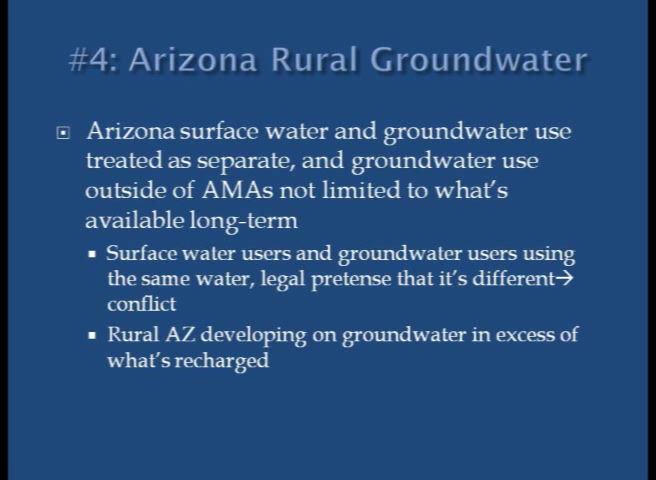 #4: Arizona Rural Groundwater
Arizona surface water and groundwater use
treated as separate, and groundwater use
outside of AMAs not limited to what's
available long-term
Surface water users and groundwater users using
the same water, legal pretense that it's different→
conflict
Rural AZ developing on groundwater in excess of
what's recharged